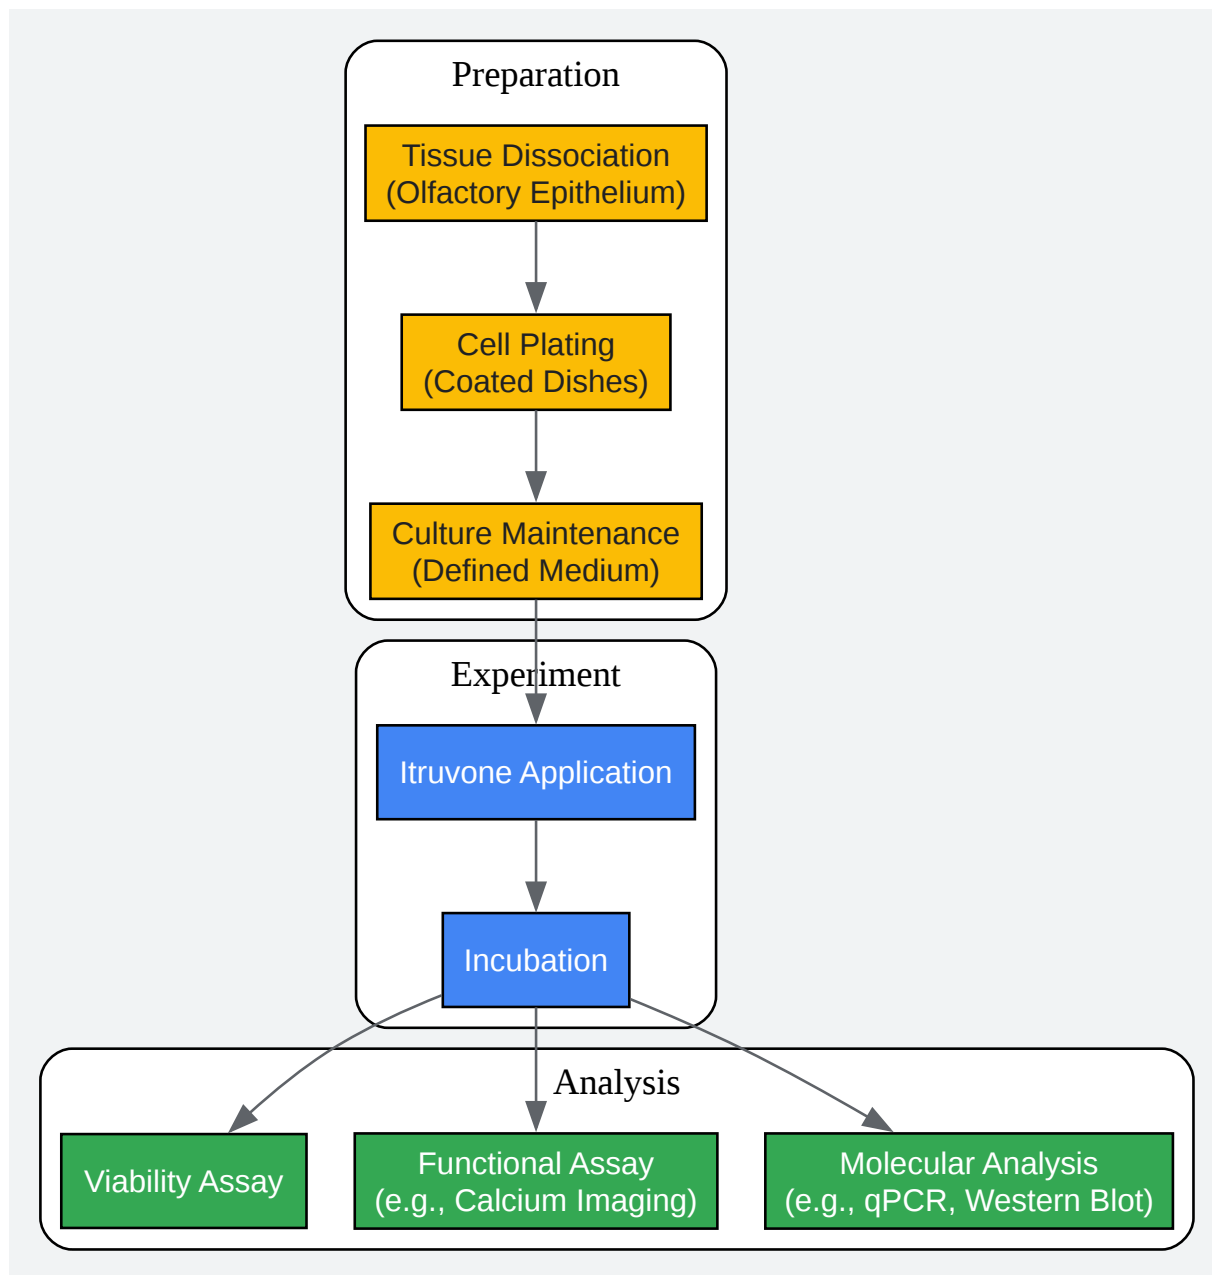 Preparation
Tissue Dissociation
(Olfactory Epithelium)
Cell Plating
(Coated Dishes)
Culture Maintenance
(Defined Medium)
Experiment
Itruvone Application
Incubation
Analysis
Viability Assay
Functional Assay
(e.g., Calcium Imaging)
Molecular Analysis
(e.g., qPCR, Western Blot)